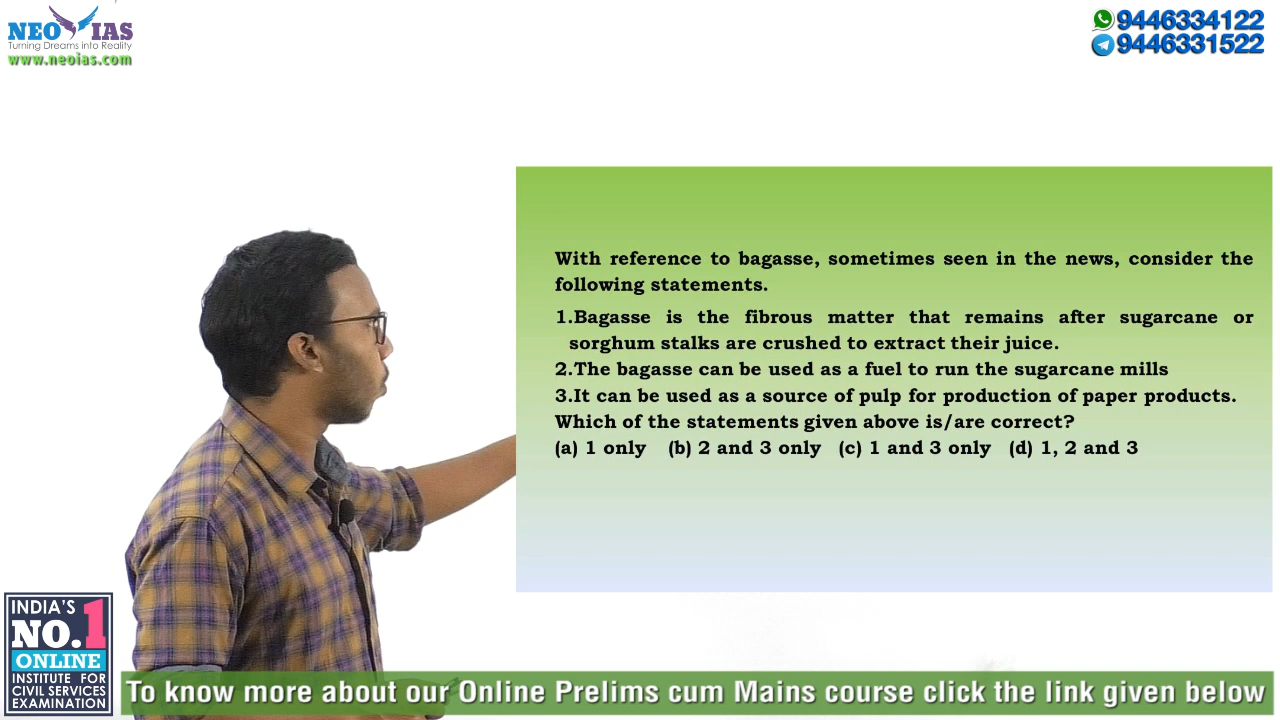 NEO IAS
Turning Dreams into Reality
www.neoias.com
9446334122
9446331522
With reference to bagasse, sometimes seen in the news, consider the
following statements.
1.Bagasse is the fibrous matter that remains after sugarcane or
sorghum stalks are crushed to extract their juice.
2.The bagasse can be used as a fuel to run the sugarcane mills
3.It can be used as a source of pulp for production of paper products.
Which of the statements given above is/are correct?
(a) 1 only (b) 2 and 3 only (c) 1 and 3 only (d) 1, 2 and 3
INDIA'S
NO.1
ONLINE
INSTITUTE FOR
CIVIL SERVICES
EXAMINATION
To know more about our Online Prelims cum Mains course click the link given below